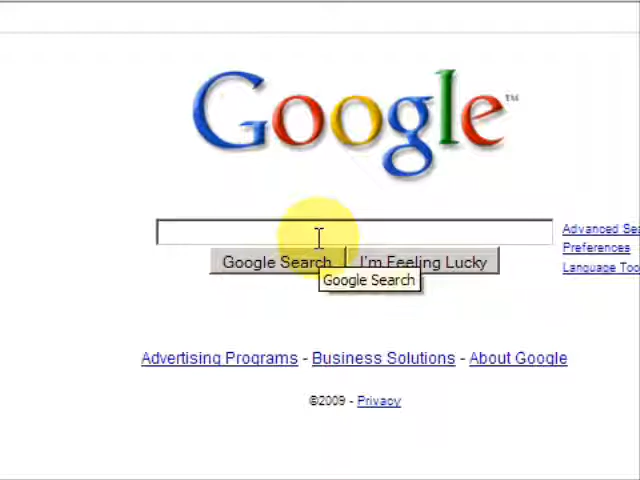 Google™
Advanced Sea
Preferences
Language Too
Google Search I'm Feeling Lucky
Google Search
Advertising Programs - Business Solutions - About Google
©2009 - Privacy